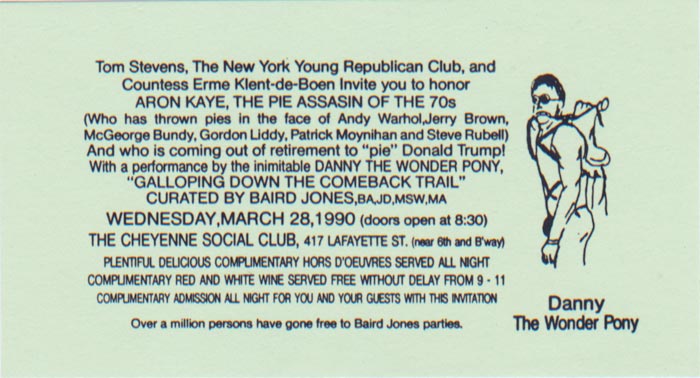 Tom Stevens, The New York Young Republican Club, and
Countess Erme Klent-de-Boen Invite you to honor
ARON KAYE, THE PIE ASSASIN OF THE 70s
(Who has thrown pies in the face of Andy Warhol,Jerry Brown,
McGeorge Bundy, Gordon Liddy, Patrick Moynihan and Steve Rubell)
And who is coming out of retirement to "pie" Donald Trump!
With a performance by the inimitable DANNY THE WONDER PONY,
"GALLOPING DOWN THE COMEBACK TRAIL"
CURATED BY BAIRD JONES,BA,JD,MSW,MA
WEDNESDAY,MARCH 28,1990 (doors open at 8:30)
THE CHEYENNE SOCIAL CLUB, 417 LAFAYETTE ST. (near 6th and B'way)
PLENTIFUL DELICIOUS COMPLIMENTARY HORS D'OEUVRES SERVED ALL NIGHT
COMPLIMENTARY RED AND WHITE WINE SERVED FREE WITHOUT DELAY FROM 9 - 11
COMPLIMENTARY ADMISSION ALL NIGHT FOR YOU AND YOUR GUESTS WITH THIS INVITATION
Over a million persons have gone free to Baird Jones parties.
Danny
The Wonder Pony